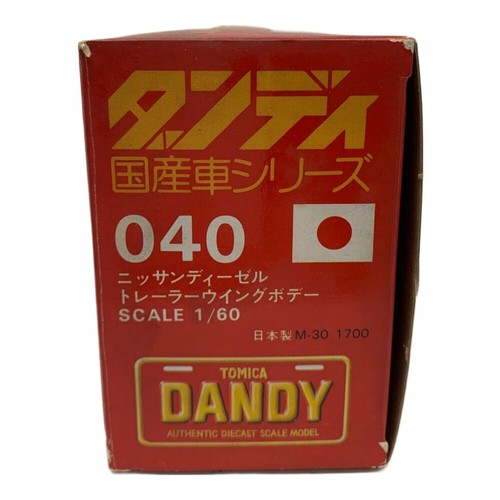 ダンディ
国産車シリーズ
040
ニッサンディーゼル
トレーラーウイングボデー
SCALE 1/60
日本製 M-30 1700
TOMICA
DANDY
AUTHENTIC DIECAST SCALE MODEL